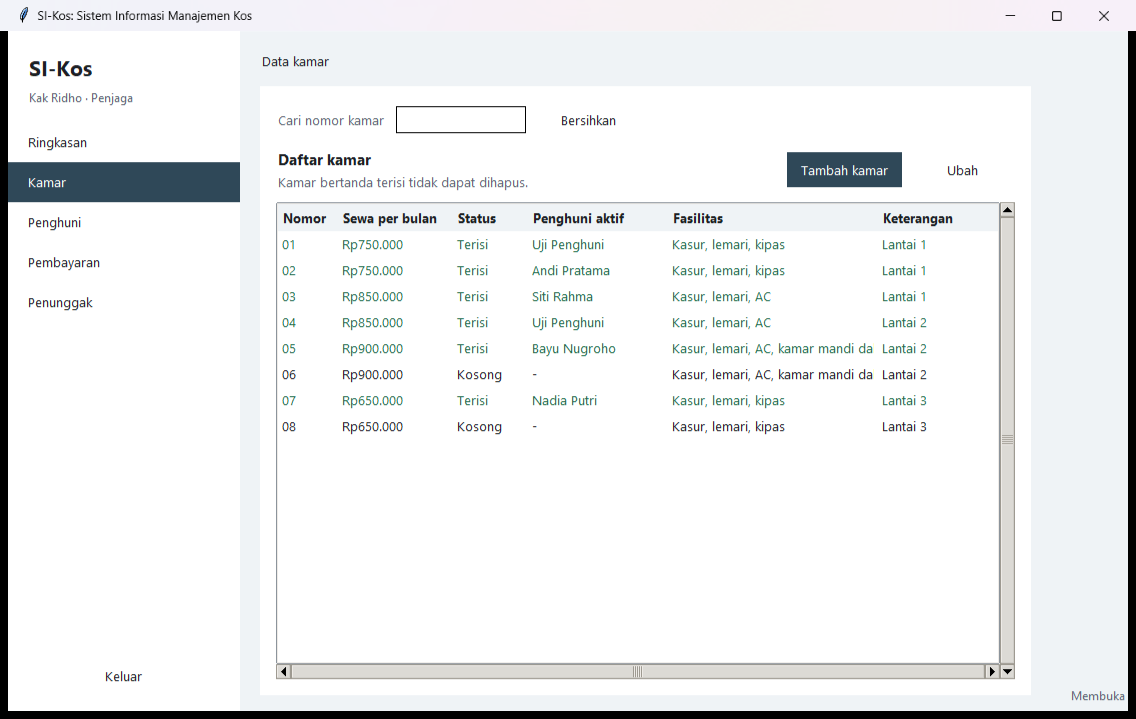 SI-Kos: Sistem Informasi Manajemen Kos
SI-Kos
Kak Ridho · Penjaga
Ringkasan
Kamar
Penghuni
Pembayaran
Penunggak
Keluar
Data kamar
Cari nomor kamar Bersihkan
Daftar kamar
Kamar bertanda terisi tidak dapat dihapus.
Tambah kamar Ubah
Nomor Sewa per bulan Status Penghuni aktif Fasilitas Keterangan
01 Rp750.000 Terisi Uji Penghuni Kasur, lemari, kipas Lantai 1
02 Rp750.000 Terisi Andi Pratama Kasur, lemari, kipas Lantai 1
03 Rp850.000 Terisi Siti Rahma Kasur, lemari, AC Lantai 1
04 Rp850.000 Terisi Uji Penghuni Kasur, lemari, AC Lantai 2
05 Rp900.000 Terisi Bayu Nugroho Kasur, lemari, AC, kamar mandi da Lantai 2
06 Rp900.000 Kosong - Kasur, lemari, AC, kamar mandi da Lantai 2
07 Rp650.000 Terisi Nadia Putri Kasur, lemari, kipas Lantai 3
08 Rp650.000 Kosong - Kasur, lemari, kipas Lantai 3
Membuka